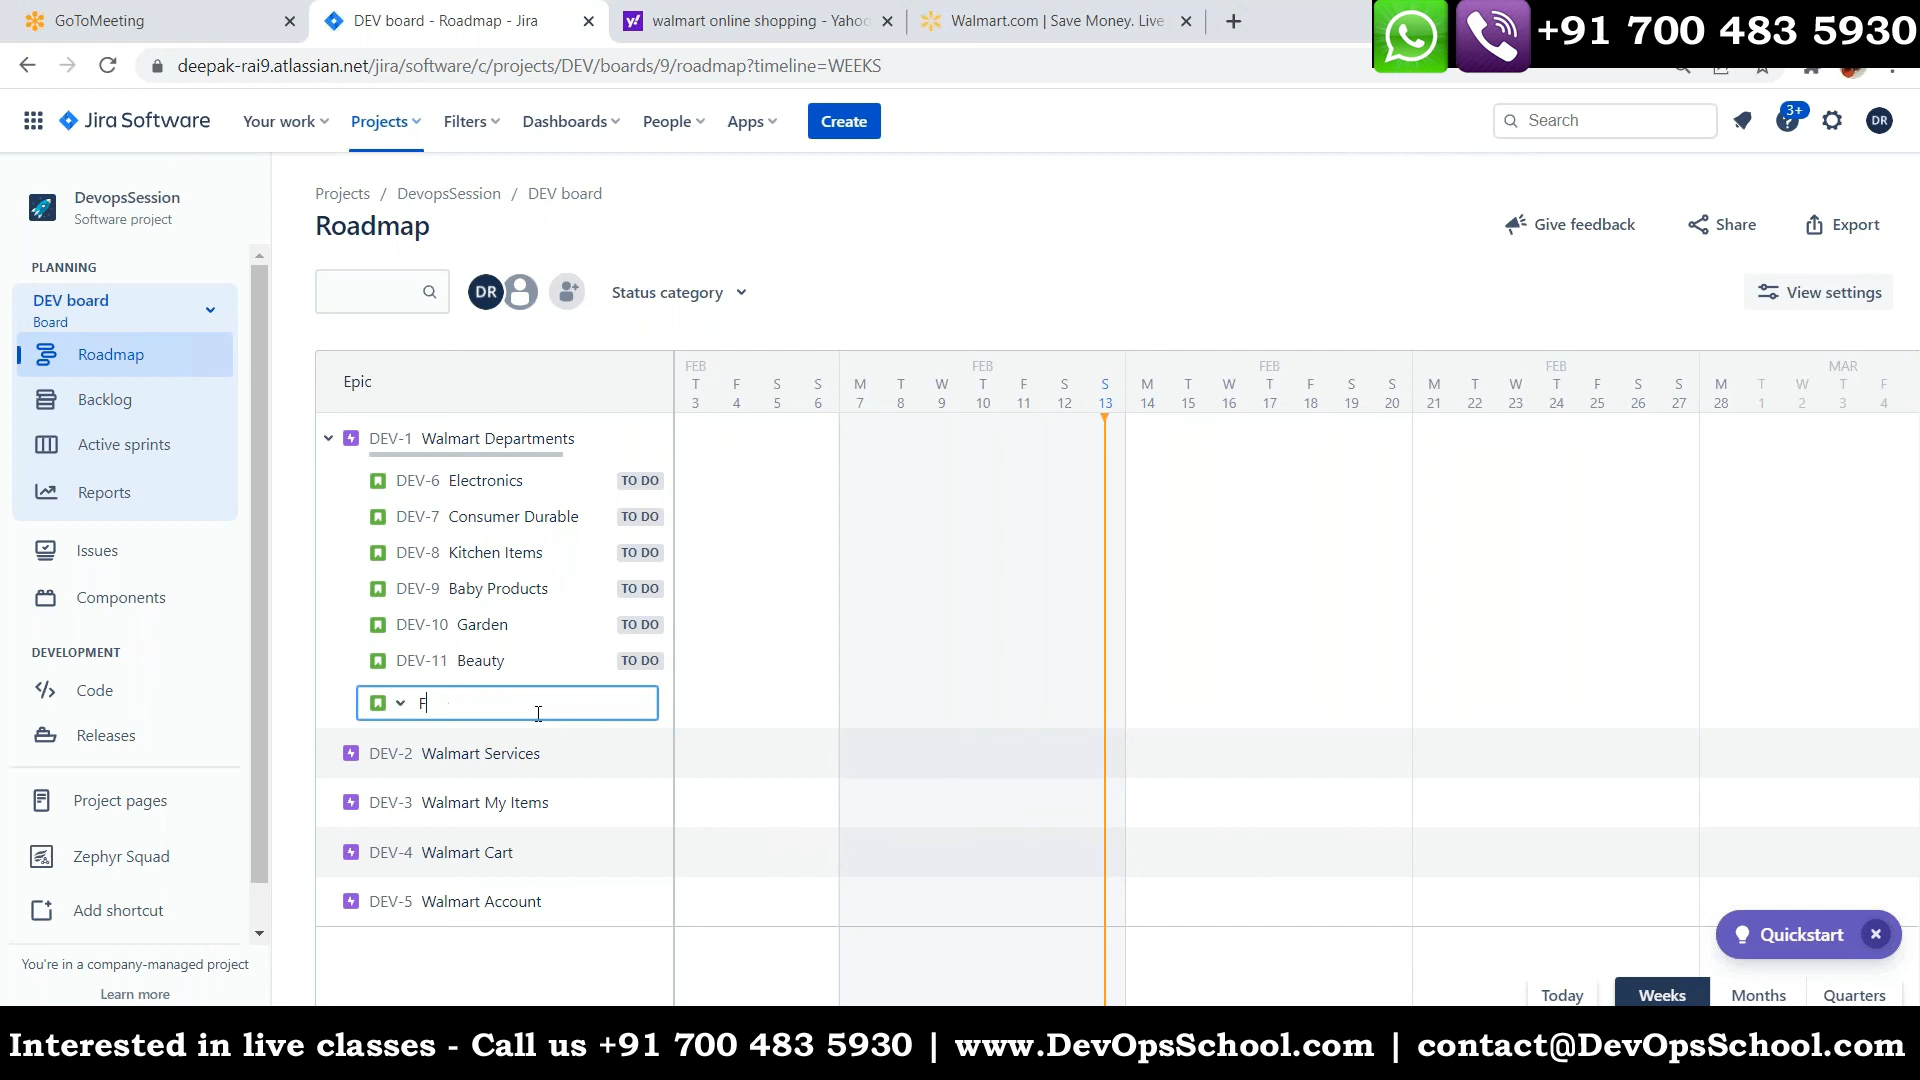 GoToMeeting
DEV board - Roadmap - Jira
walmart online shopping - Yahoo
Walmart.com | Save Money. Live
+91 700 483 5930
deepak-rai9.atlassian.net/jira/software/c/projects/DEV/boards/9/roadmap?timeline=WEEKS
Jira Software
Your work
Projects
Filters
Dashboards
People
Apps
Create
Search
3+
DR
DevopsSession
Software project
PLANNING
DEV board
Board
Roadmap
Backlog
Active sprints
Reports
Issues
Components
DEVELOPMENT
Code
Releases
Project pages
Zephyr Squad
Add shortcut
You're in a company-managed project
Learn more
Projects / DevopsSession / DEV board
Roadmap
Give feedback
Share
Export
DR
Status category
View settings
Epic
FEB FEB FEB FEB MAR
T F S S M T W T F S S M T W T F S S M T W T F S S M T W T F
3 4 5 6 7 8 9 10 11 12 13 14 15 16 17 18 19 20 21 22 23 24 25 26 27 28 1 2 3 4
DEV-1 Walmart Departments
DEV-6 Electronics TO DO
DEV-7 Consumer Durable TO DO
DEV-8 Kitchen Items TO DO
DEV-9 Baby Products TO DO
DEV-10 Garden TO DO
DEV-11 Beauty TO DO
F
DEV-2 Walmart Services
DEV-3 Walmart My Items
DEV-4 Walmart Cart
DEV-5 Walmart Account
Quickstart
Today
Weeks
Months
Quarters
Interested in live classes - Call us +91 700 483 5930 | www.DevOpsSchool.com | contact@DevOpsSchool.com